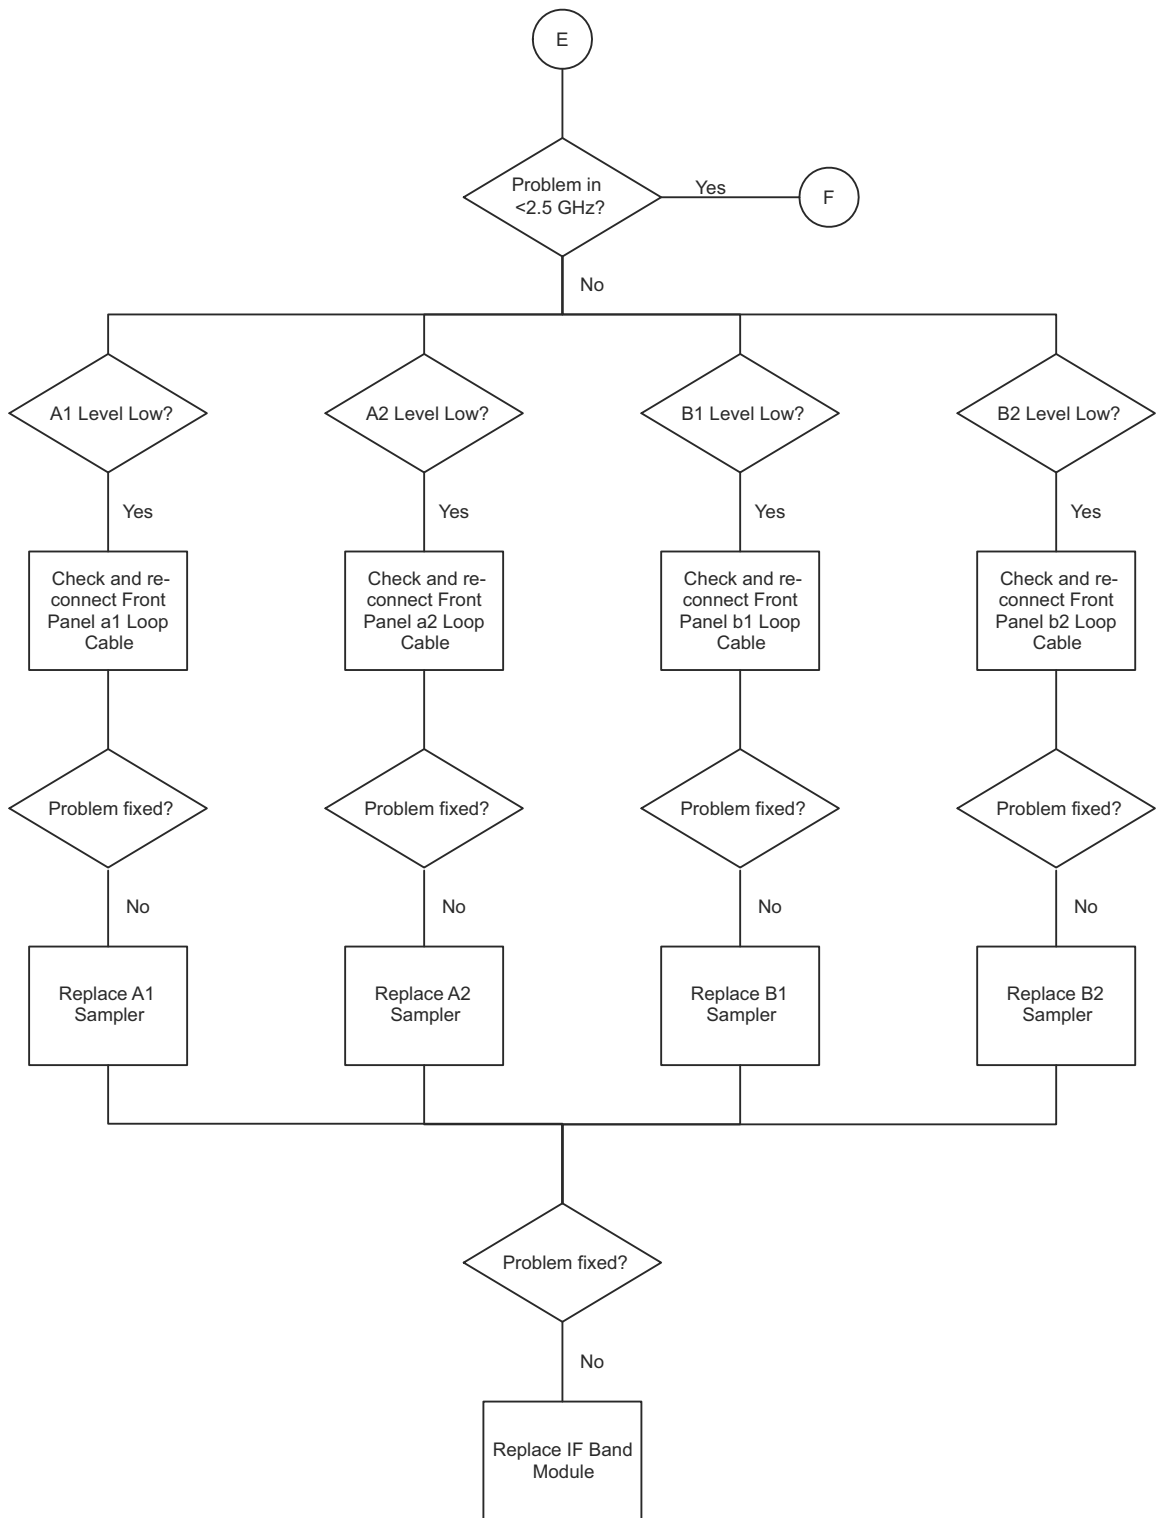 E
Problem in
<2.5 GHz?
Yes
F
No
A1 Level Low?
A2 Level Low?
B1 Level Low?
B2 Level Low?
Yes
Yes
Yes
Yes
Check and re-
connect Front
Panel a1 Loop
Cable
Check and re-
connect Front
Panel a2 Loop
Cable
Check and re-
connect Front
Panel b1 Loop
Cable
Check and re-
connect Front
Panel b2 Loop
Cable
Problem fixed?
Problem fixed?
Problem fixed?
Problem fixed?
No
No
No
No
Replace A1
Sampler
Replace A2
Sampler
Replace B1
Sampler
Replace B2
Sampler
Problem fixed?
No
Replace IF Band
Module